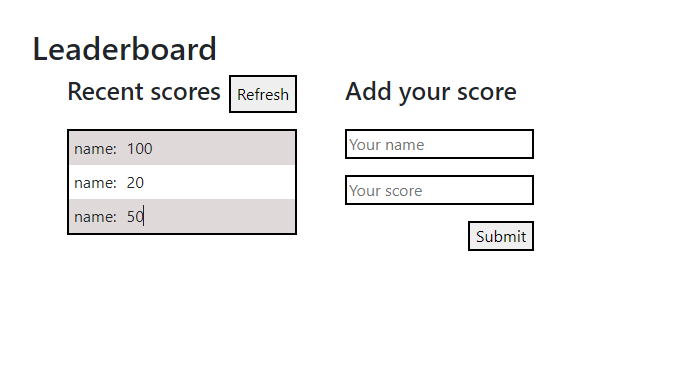 Leaderboard
Recent scores
Refresh
name: 100
name: 20
name: 50
Add your score
Your name
Your score
Submit